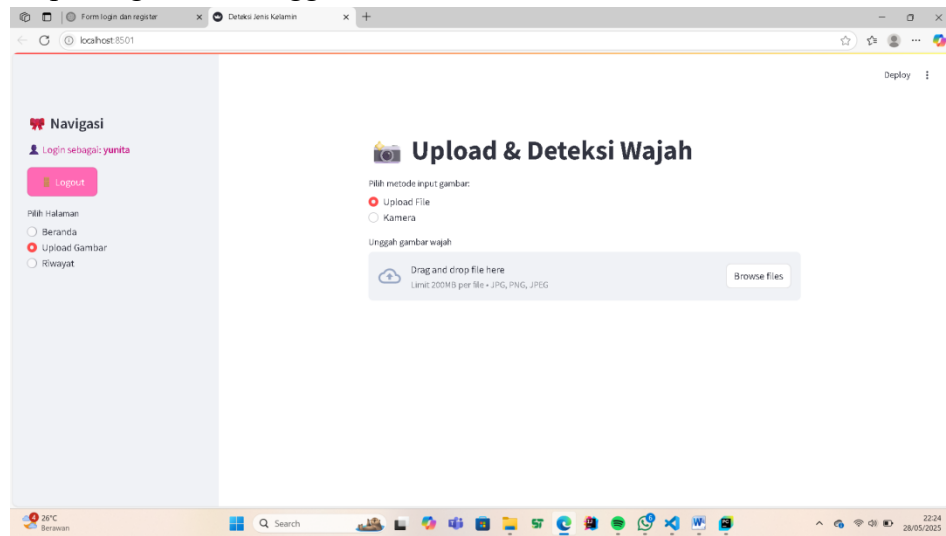 Form login dan register
Deteksi Jenis Kelamin
localhost:8501
Deploy
Navigasi
Login sebagai: yunita
Logout
Pilih Halaman
Beranda
Upload Gambar
Riwayat
Upload & Deteksi Wajah
Pilih metode input gambar:
Upload File
Kamera
Unggah gambar wajah
Drag and drop file here
Limit 200MB per file • JPG, PNG, JPEG
Browse files
26°C
Berawan
Search
22:24
28/05/2025